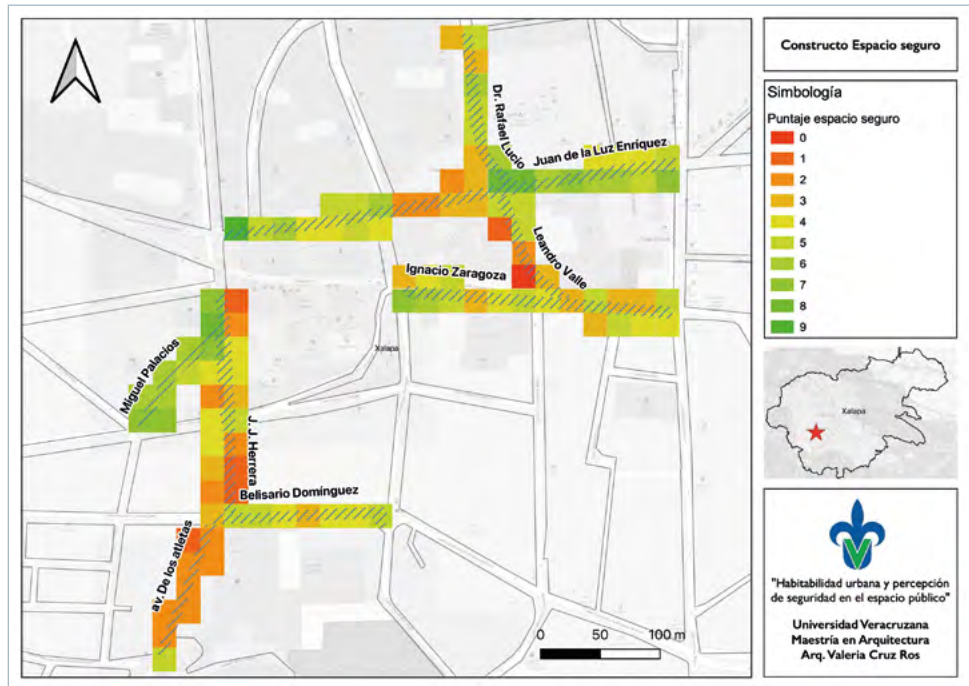 Constructo Espacio seguro
Simbología
Puntaje espacio seguro
0
1
2
3
4
5
6
7
8
9
Dr. Rafael Lucio
Juan de la Luz Enríquez
Leandro Valle
Ignacio Zaragoza
Xalapa
Miguel Palacios
J. J. Herrera
Belisario Domínguez
av. De los atletas
0 50 100 m
Xalapa
"Habitabilidad urbana y percepción
de seguridad en el espacio público"
Universidad Veracruzana
Maestría en Arquitectura
Arq. Valeria Cruz Ros